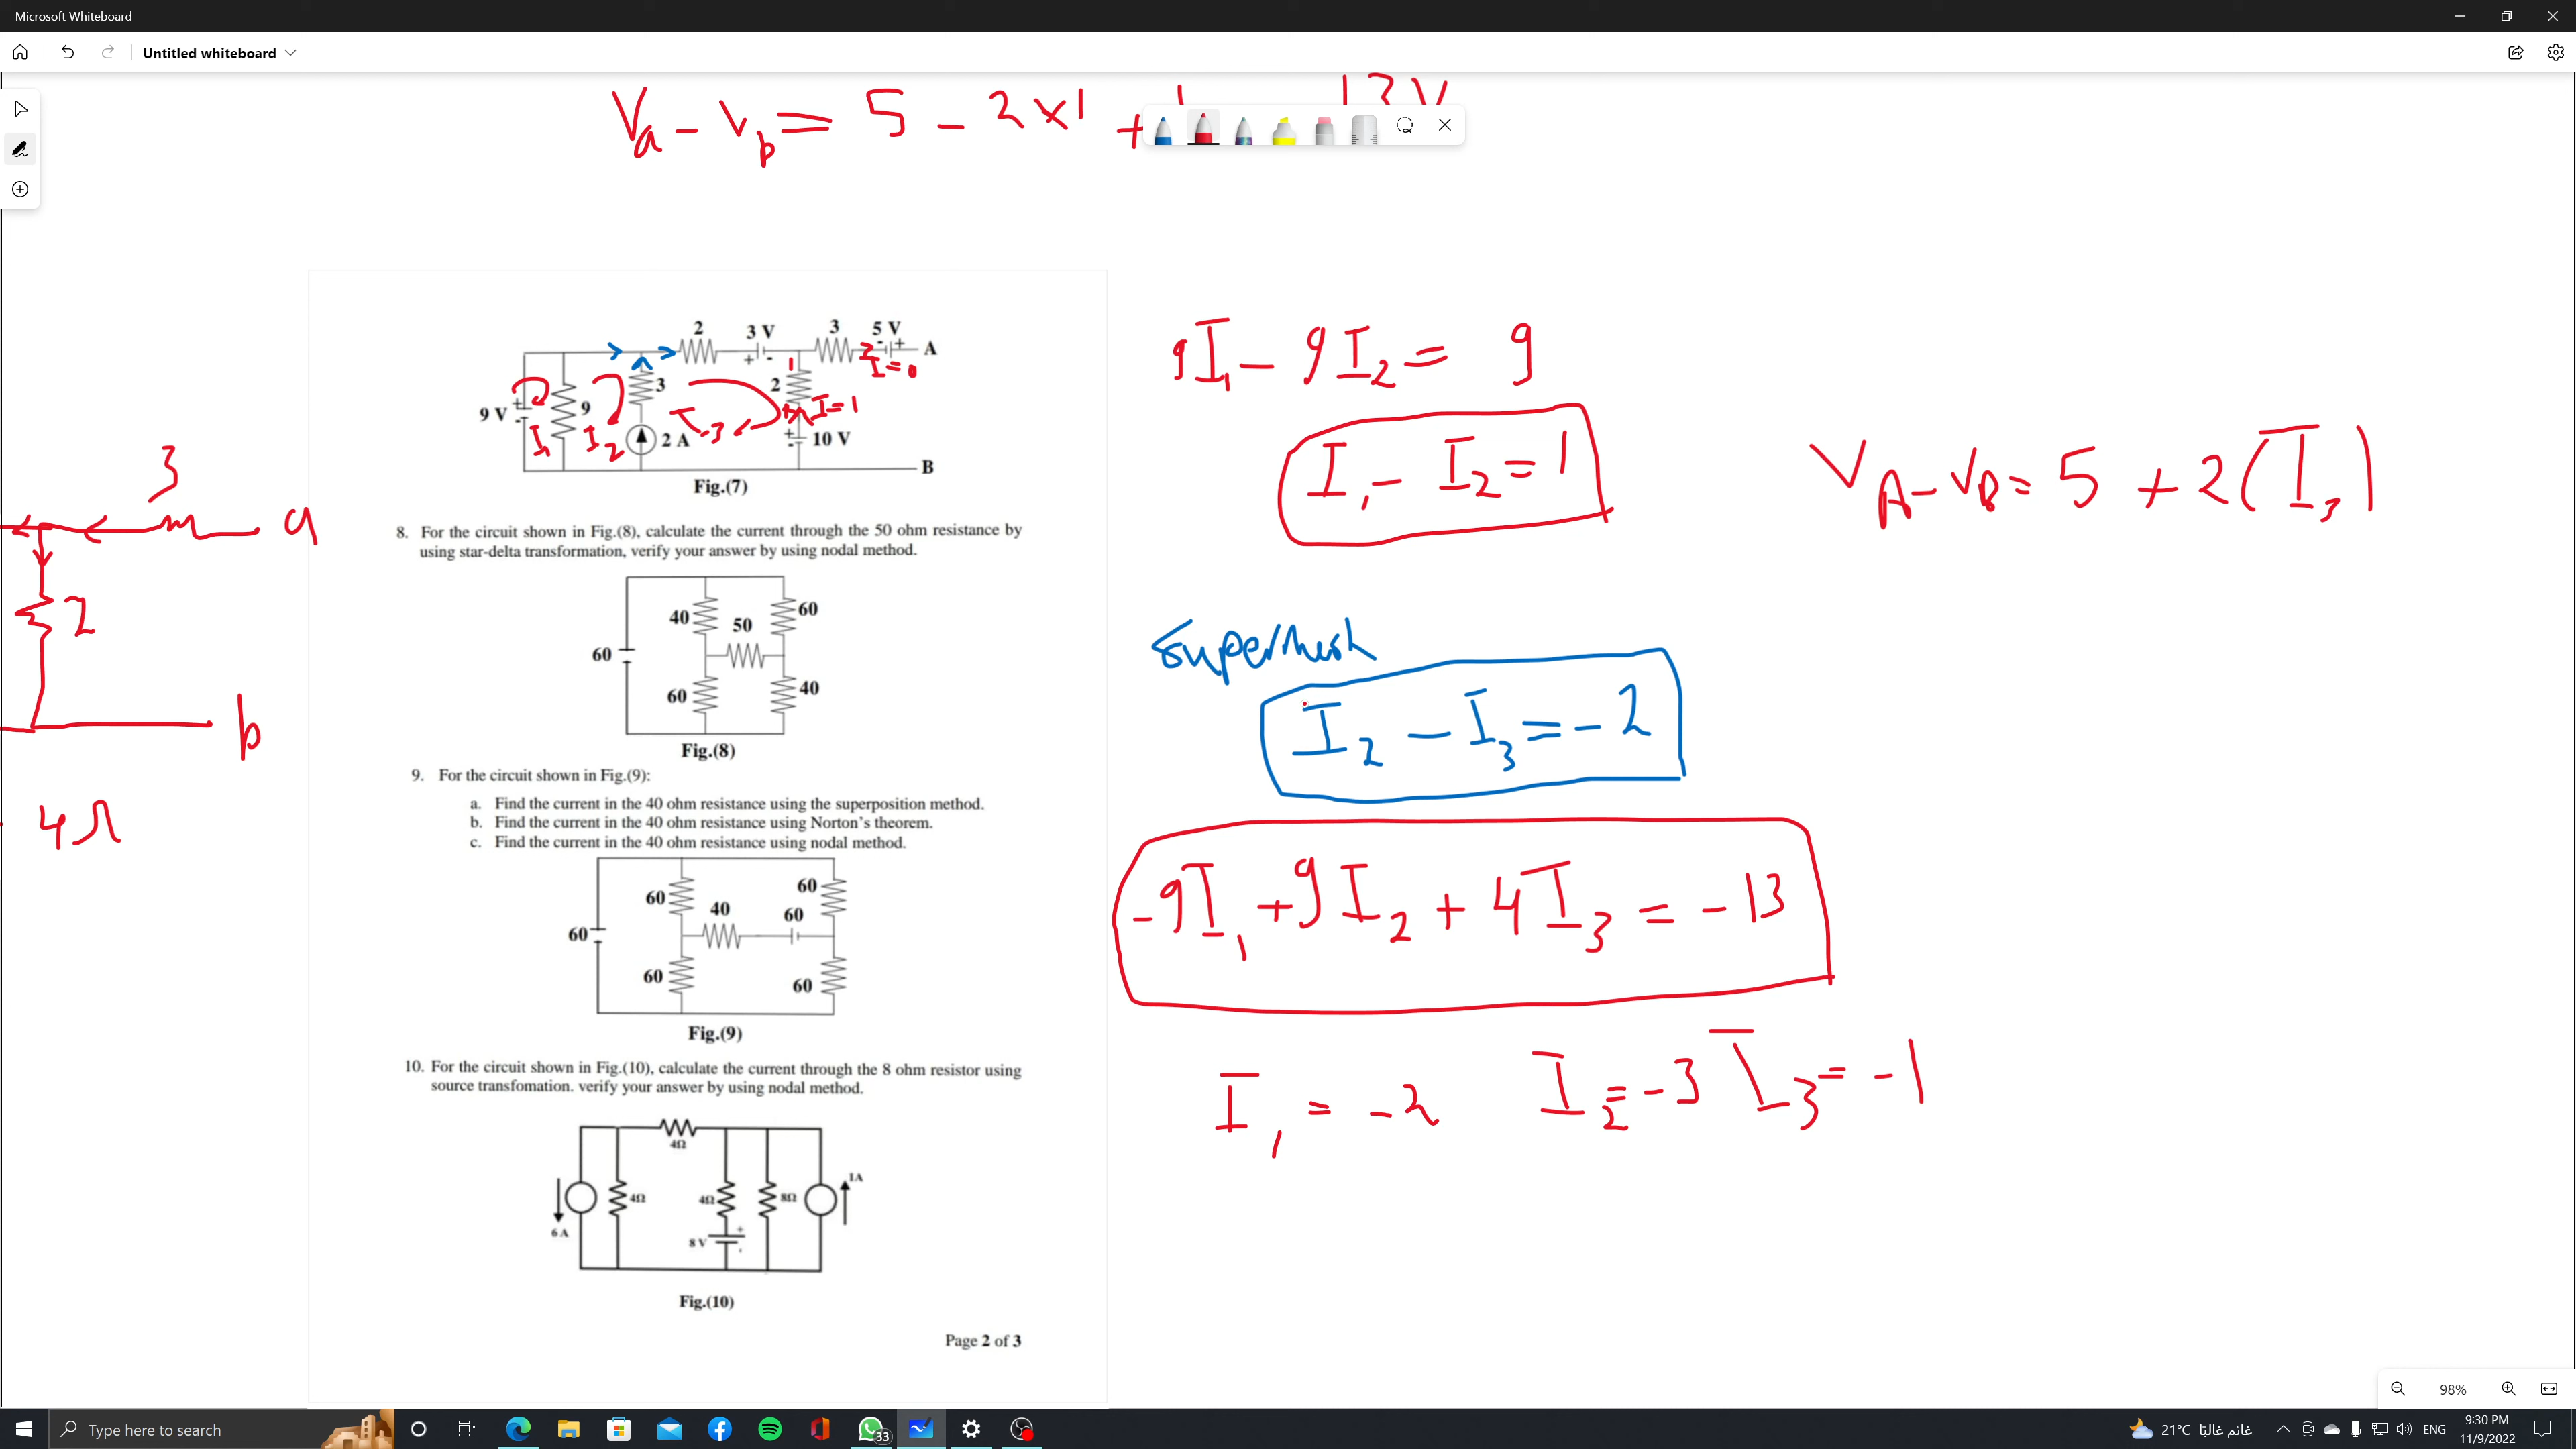 Microsoft Whiteboard
Untitled whiteboard
Va - Vb = 5 - 2×1 +
2 3 V 3 5 V
A
I=0
1
3
2
9 V
9
I=1
I1
I2
2 A
I3
10 V
B
Fig.(7)
8. For the circuit shown in Fig.(8), calculate the current through the 50 ohm resistance by
using star-delta transformation, verify your answer by using nodal method.
40
60
50
60
60
40
Fig.(8)
9. For the circuit shown in Fig.(9):
a. Find the current in the 40 ohm resistance using the superposition method.
b. Find the current in the 40 ohm resistance using Norton's theorem.
c. Find the current in the 40 ohm resistance using nodal method.
60
60
40
60
60
60
60
Fig.(9)
10. For the circuit shown in Fig.(10), calculate the current through the 8 ohm resistor using
source transfomation. verify your answer by using nodal method.
4Ω
1A
4Ω
4Ω
8Ω
6 A
8 V
Fig.(10)
Page 2 of 3
3
a
2
b
4Ω
9I1 - 9I2 = 9
I1 - I2 = 1
VA - VB = 5 + 2(I3)
Supermesh
I2 - I3 = -2
-9I1 + 9I2 + 4I3 = -13
I1 = -2 I2 = -3 I3 = -1
98%
Type here to search
33
21°C غائم غالبًا
ENG
9:30 PM
11/9/2022